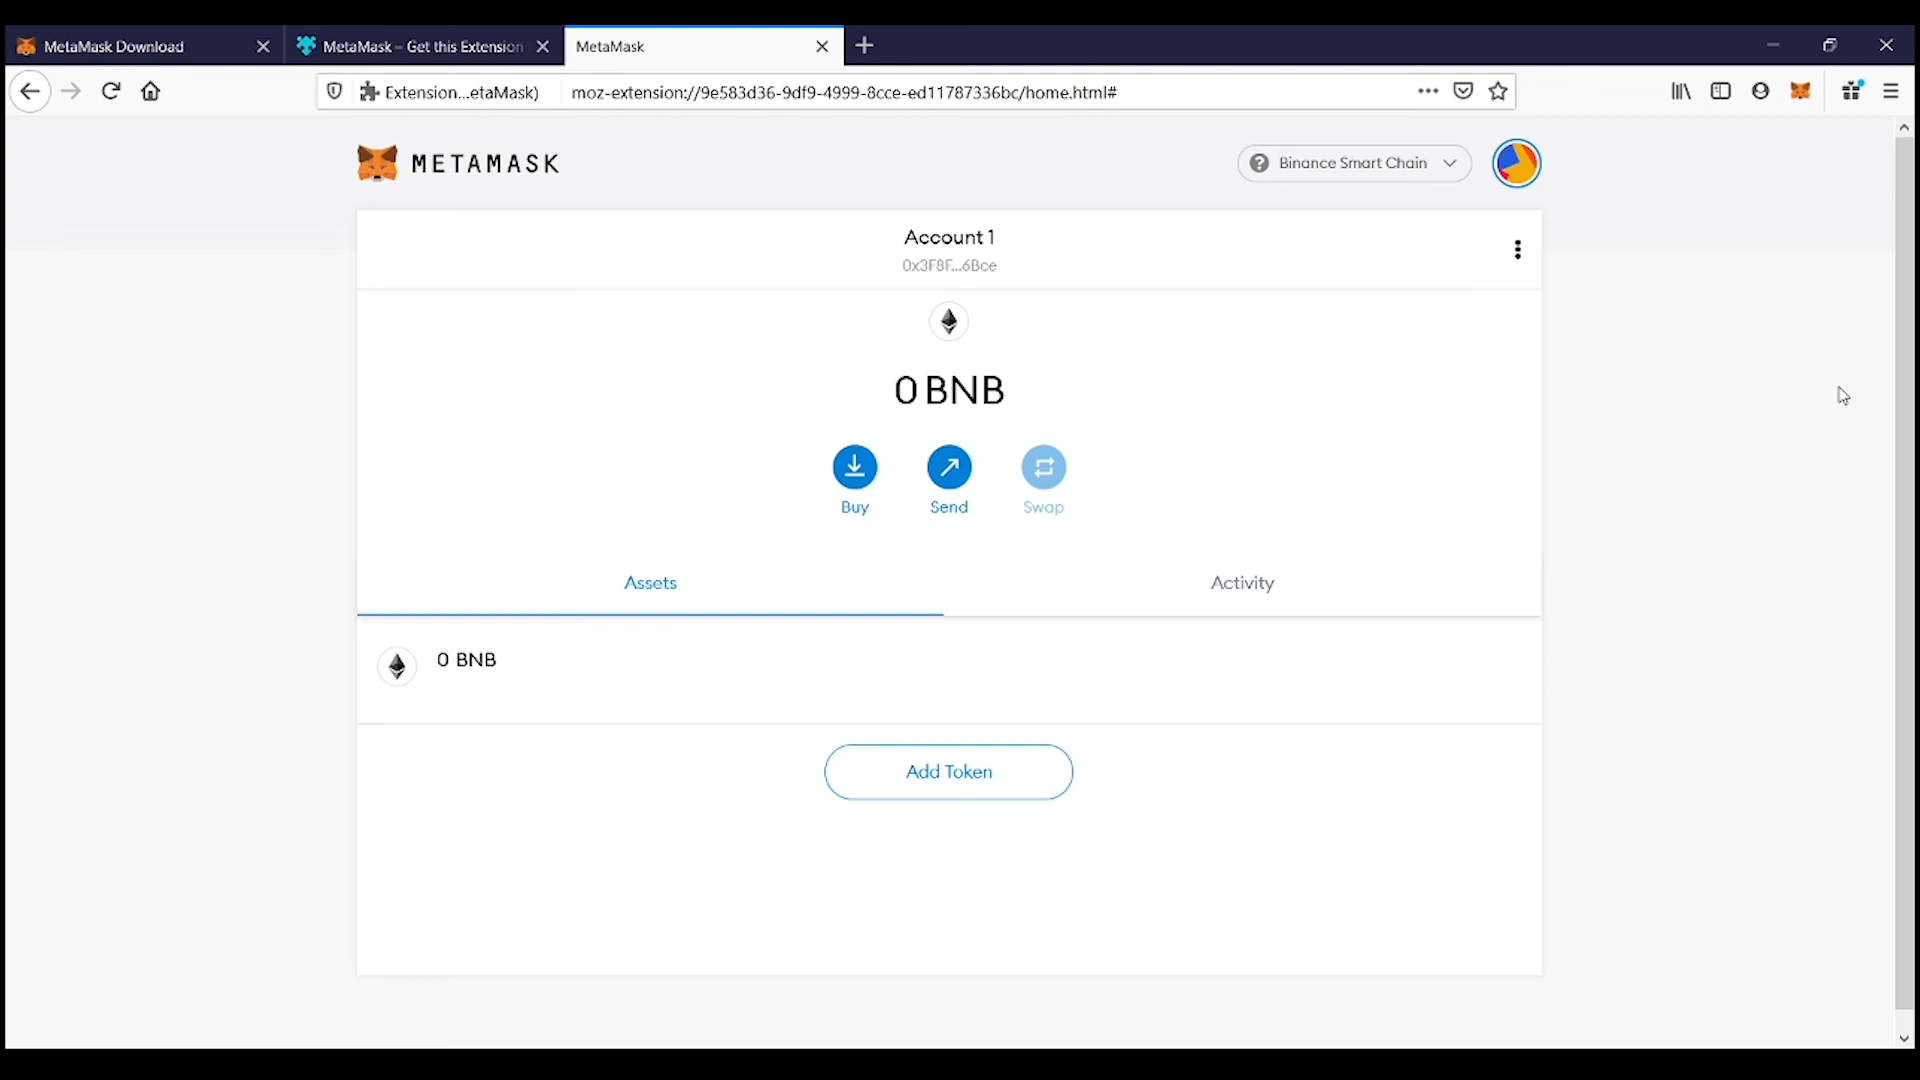 MetaMask Download
MetaMask – Get this Extension
MetaMask
Extension...etaMask)
moz-extension://9e583d36-9df9-4999-8cce-ed11787336bc/home.html#
METAMASK
Binance Smart Chain
Account 1
0x3F8F...6Bce
0 BNB
Buy
Send
Swap
Assets
Activity
0 BNB
Add Token